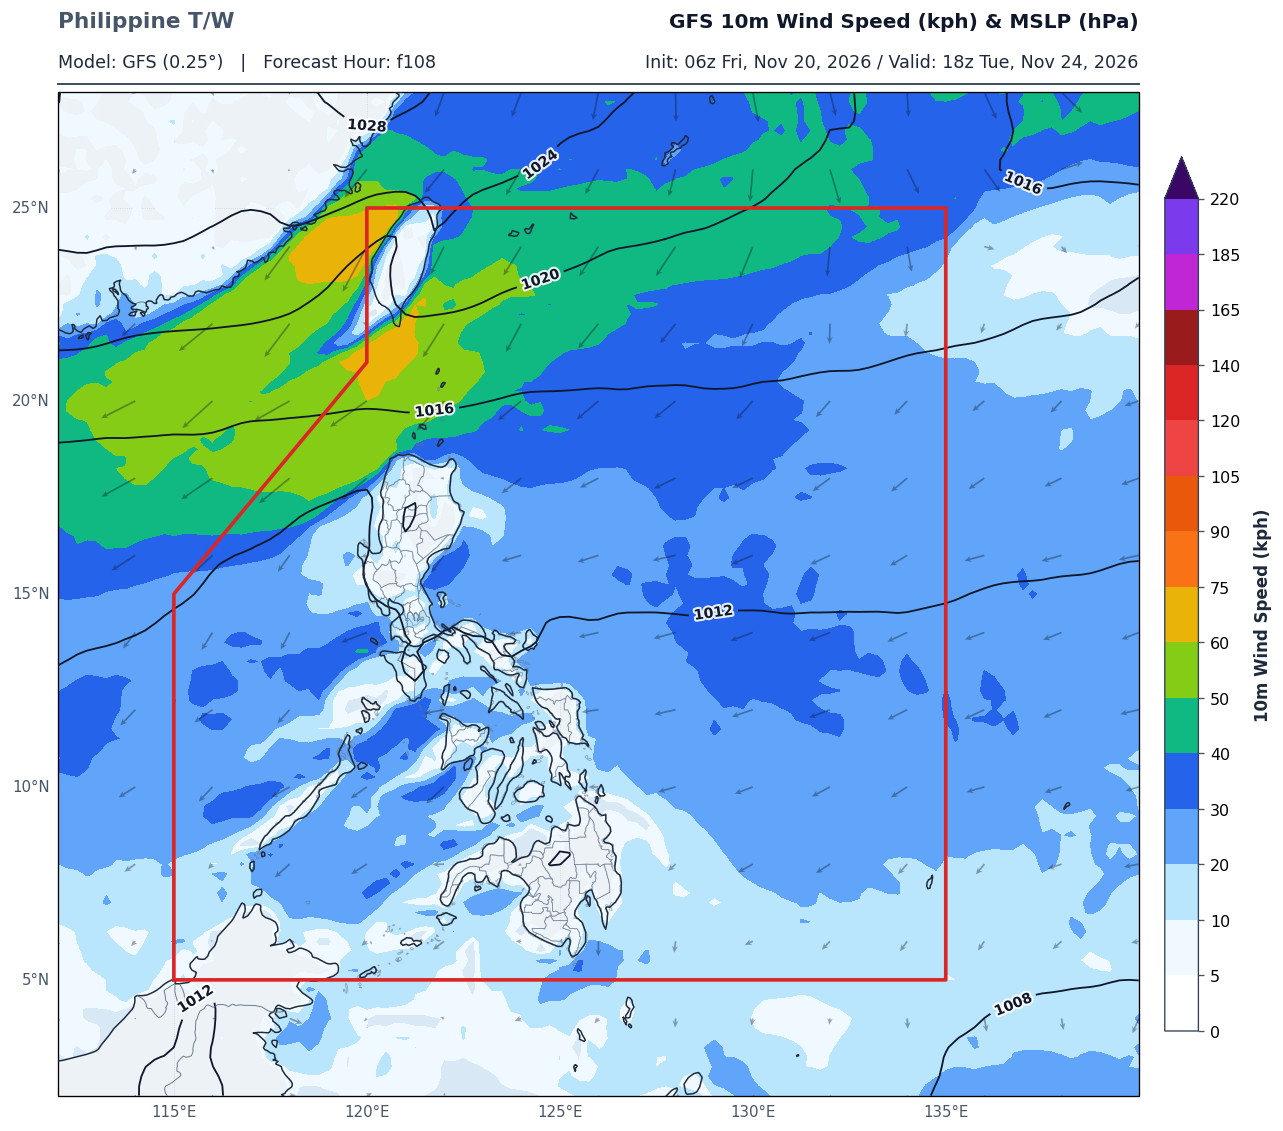 Philippine T/W
GFS 10m Wind Speed (kph) & MSLP (hPa)
Model: GFS (0.25°) | Forecast Hour: f108
Init: 06z Fri, Nov 20, 2026 / Valid: 18z Tue, Nov 24, 2026
1028
1024
1016
1020
1016
1012
1012
1008
25°N
20°N
15°N
10°N
5°N
115°E
120°E
125°E
130°E
135°E
220
185
165
140
120
105
90
75
60
50
40
30
20
10
5
0
10m Wind Speed (kph)